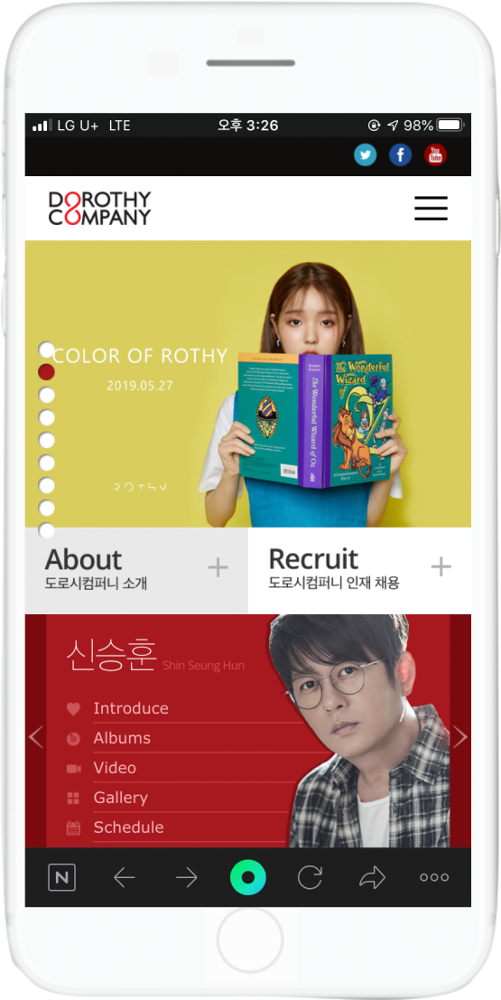 LG U+ LTE 오후 3:26 98%
You
Tube
DOROTHY
COMPANY
COLOR OF ROTHY
2019.05.27
ROTHY
The Wonderful Wizard of Oz
The Wonderful
Wizard
Oz
About
도로시컴퍼니 소개
Recruit
도로시컴퍼니 인재 채용
신승훈 Shin Seung Hun
Introduce
Albums
Video
Gallery
Schedule
N